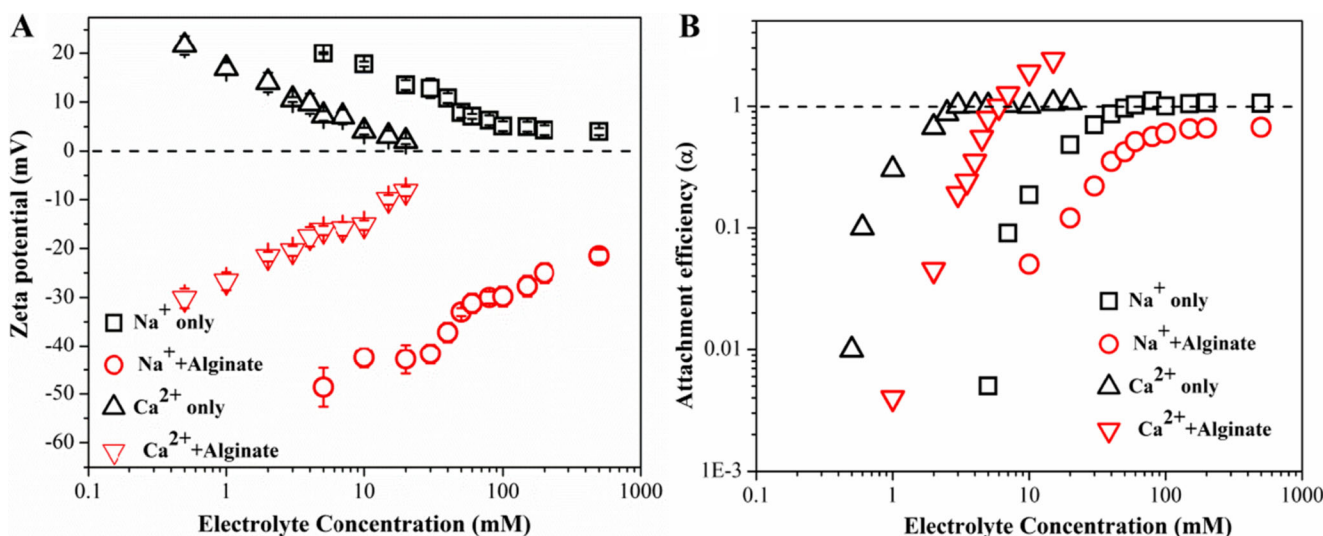 A
Zeta potential (mV)
20
10
0
-10
-20
-30
-40
-50
-60
Na+ only
Na++Alginate
Ca2+ only
Ca2++Alginate
0.1 1 10 100 1000
Electrolyte Concentration (mM)
B
Attachment efficiency (α)
1
0.1
0.01
1E-3
Na+ only
Na++Alginate
Ca2+ only
Ca2++Alginate
0.1 1 10 100 1000
Electrolyte Concentration (mM)